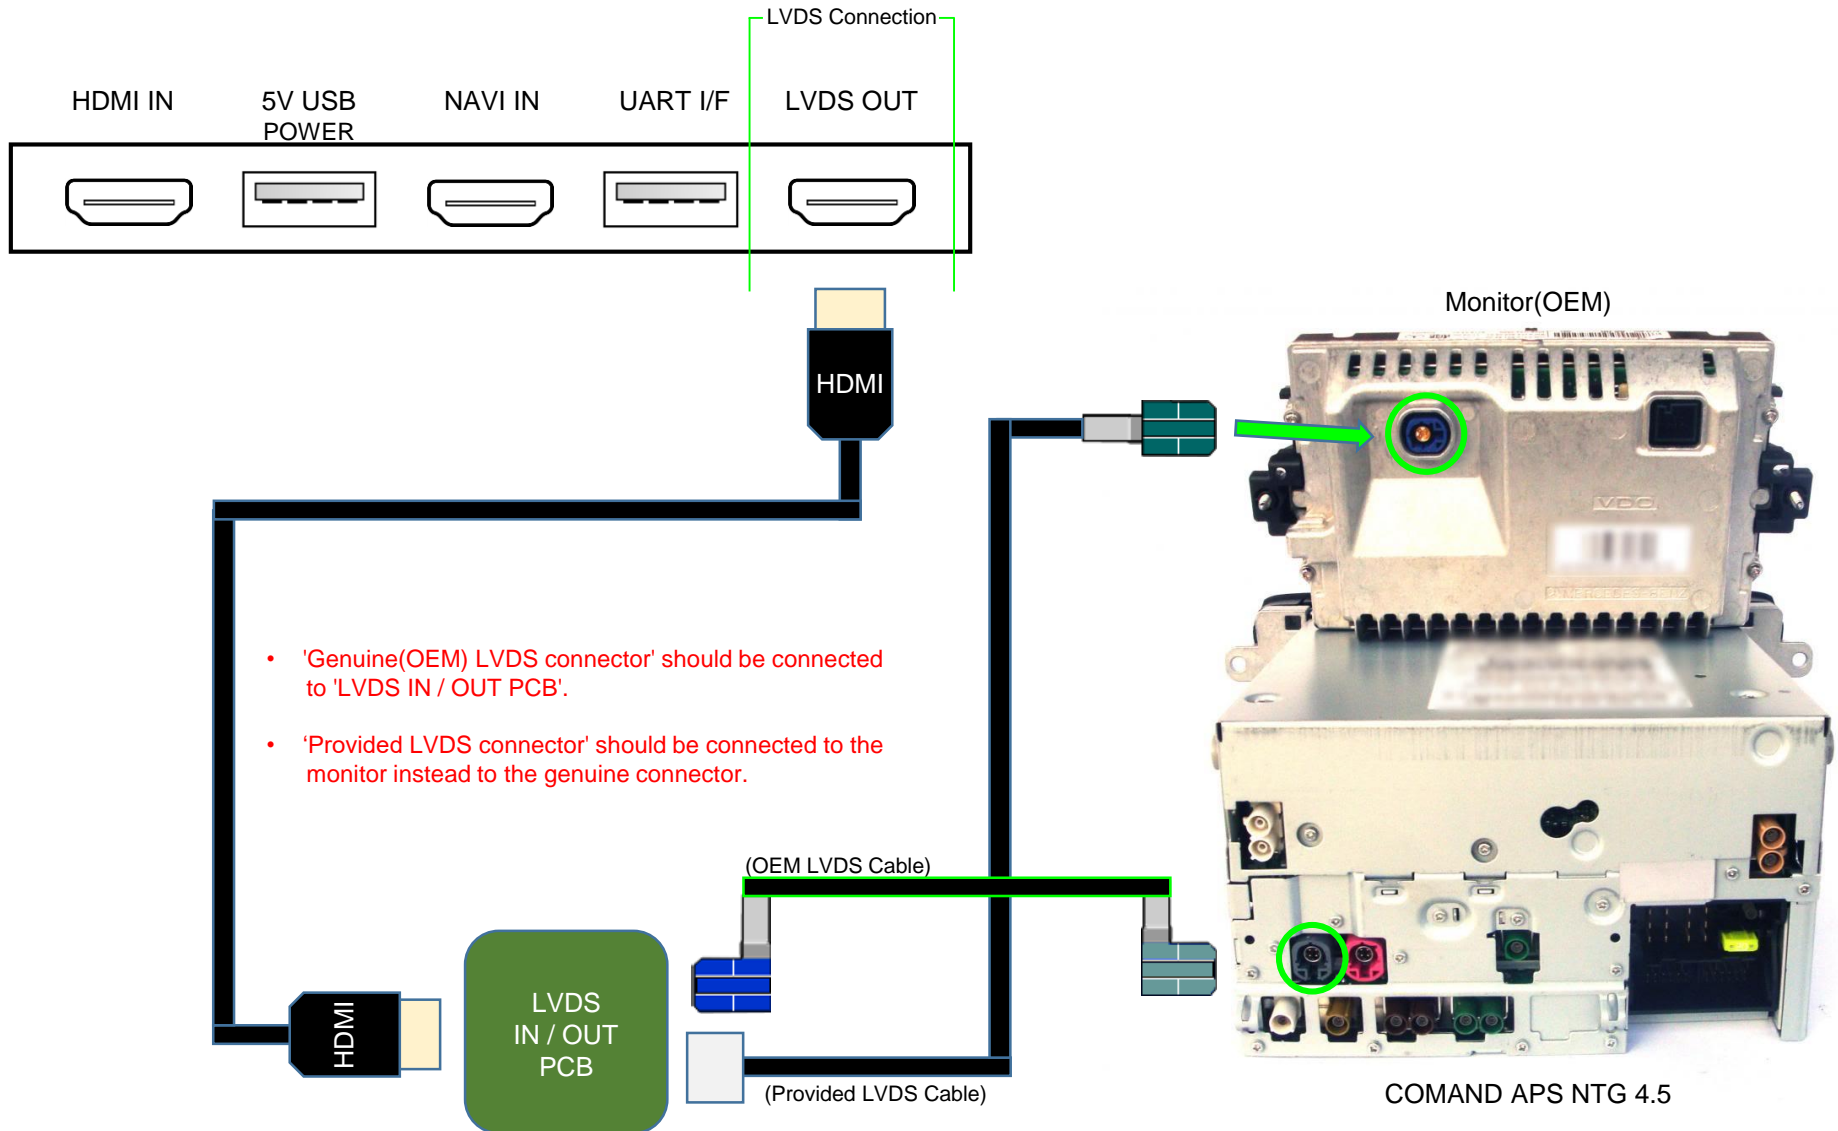 LVDS Connection
HDMI IN
5V USB
POWER
NAVI IN
UART I/F
LVDS OUT
HDMI
Monitor(OEM)
VDO
MERCEDES-BENZ
• 'Genuine(OEM) LVDS connector' should be connected
to 'LVDS IN / OUT PCB'.
• ‘Provided LVDS connector' should be connected to the
monitor instead to the genuine connector.
(OEM LVDS Cable)
HDMI
LVDS
IN / OUT
PCB
(Provided LVDS Cable)
COMAND APS NTG 4.5